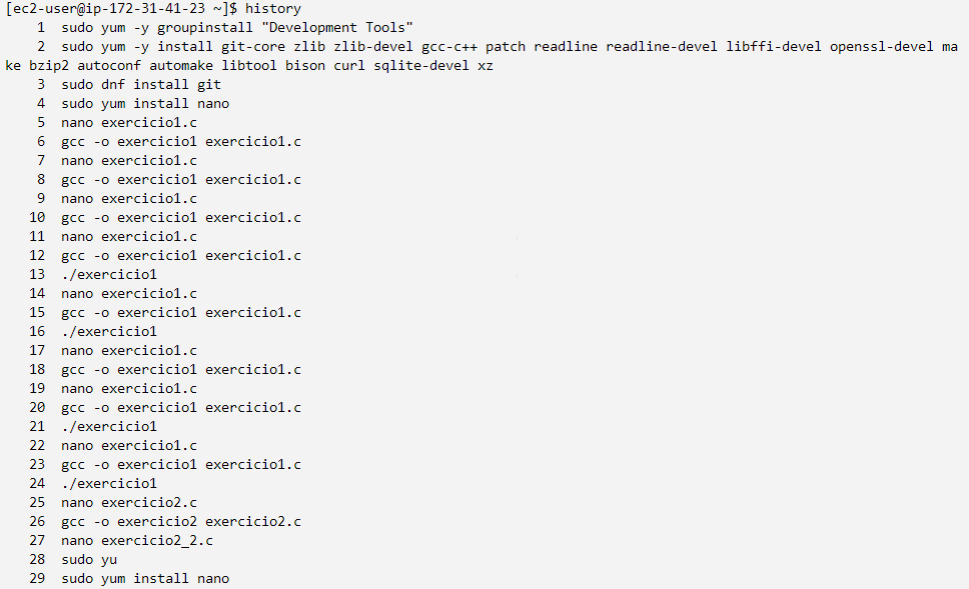 [ec2-user@ip-172-31-41-23 ~]$ history
    1  sudo yum -y groupinstall "Development Tools"
    2  sudo yum -y install git-core zlib zlib-devel gcc-c++ patch readline readline-devel libffi-devel openssl-devel ma
ke bzip2 autoconf automake libtool bison curl sqlite-devel xz
    3  sudo dnf install git
    4  sudo yum install nano
    5  nano exercicio1.c
    6  gcc -o exercicio1 exercicio1.c
    7  nano exercicio1.c
    8  gcc -o exercicio1 exercicio1.c
    9  nano exercicio1.c
   10  gcc -o exercicio1 exercicio1.c
   11  nano exercicio1.c
   12  gcc -o exercicio1 exercicio1.c
   13  ./exercicio1
   14  nano exercicio1.c
   15  gcc -o exercicio1 exercicio1.c
   16  ./exercicio1
   17  nano exercicio1.c
   18  gcc -o exercicio1 exercicio1.c
   19  nano exercicio1.c
   20  gcc -o exercicio1 exercicio1.c
   21  ./exercicio1
   22  nano exercicio1.c
   23  gcc -o exercicio1 exercicio1.c
   24  ./exercicio1
   25  nano exercicio2.c
   26  gcc -o exercicio2 exercicio2.c
   27  nano exercicio2_2.c
   28  sudo yu
   29  sudo yum install nano